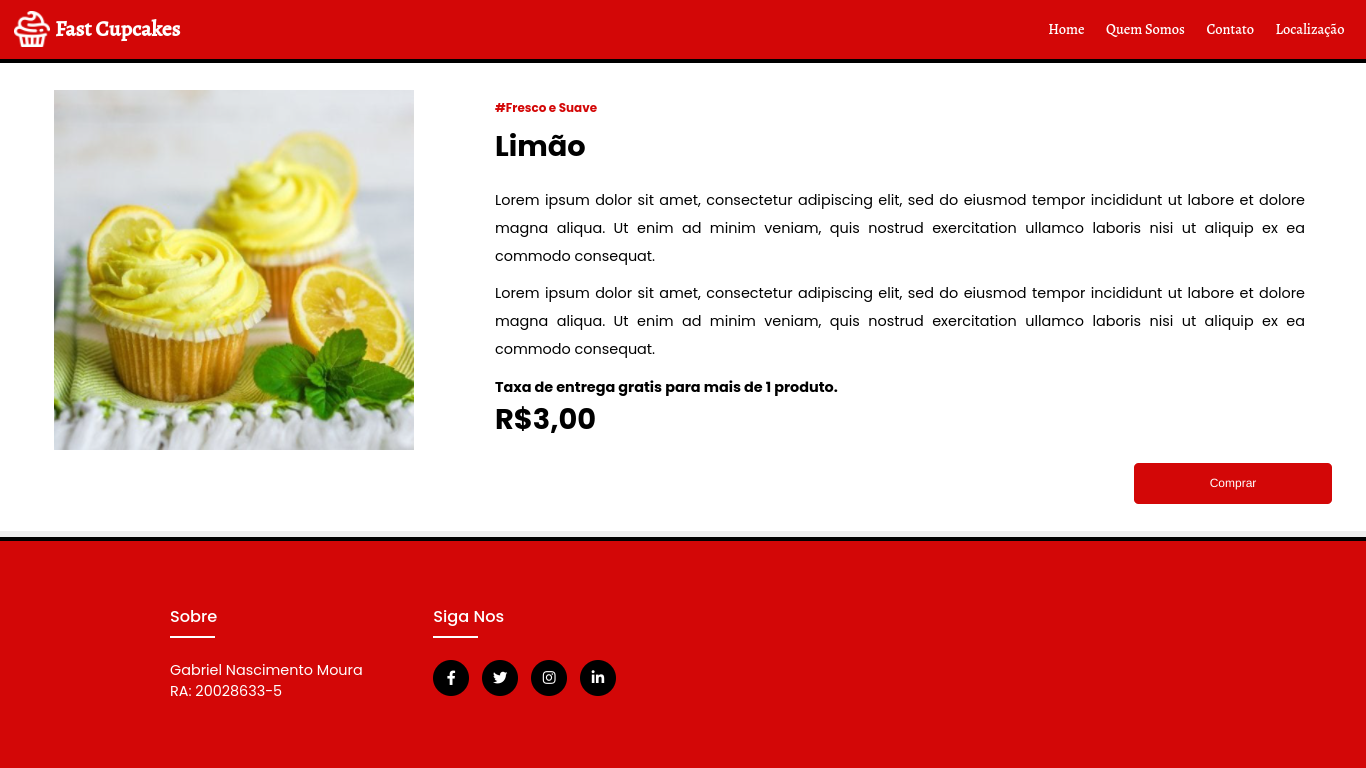 Fast Cupcakes
Home Quem Somos Contato Localização
#Fresco e Suave
Limão
Lorem ipsum dolor sit amet, consectetur adipiscing elit, sed do eiusmod tempor incididunt ut labore et dolore
magna aliqua. Ut enim ad minim veniam, quis nostrud exercitation ullamco laboris nisi ut aliquip ex ea
commodo consequat.
Lorem ipsum dolor sit amet, consectetur adipiscing elit, sed do eiusmod tempor incididunt ut labore et dolore
magna aliqua. Ut enim ad minim veniam, quis nostrud exercitation ullamco laboris nisi ut aliquip ex ea
commodo consequat.
Taxa de entrega gratis para mais de 1 produto.
R$3,00
Comprar
Sobre
Gabriel Nascimento Moura
RA: 20028633-5
Siga Nos